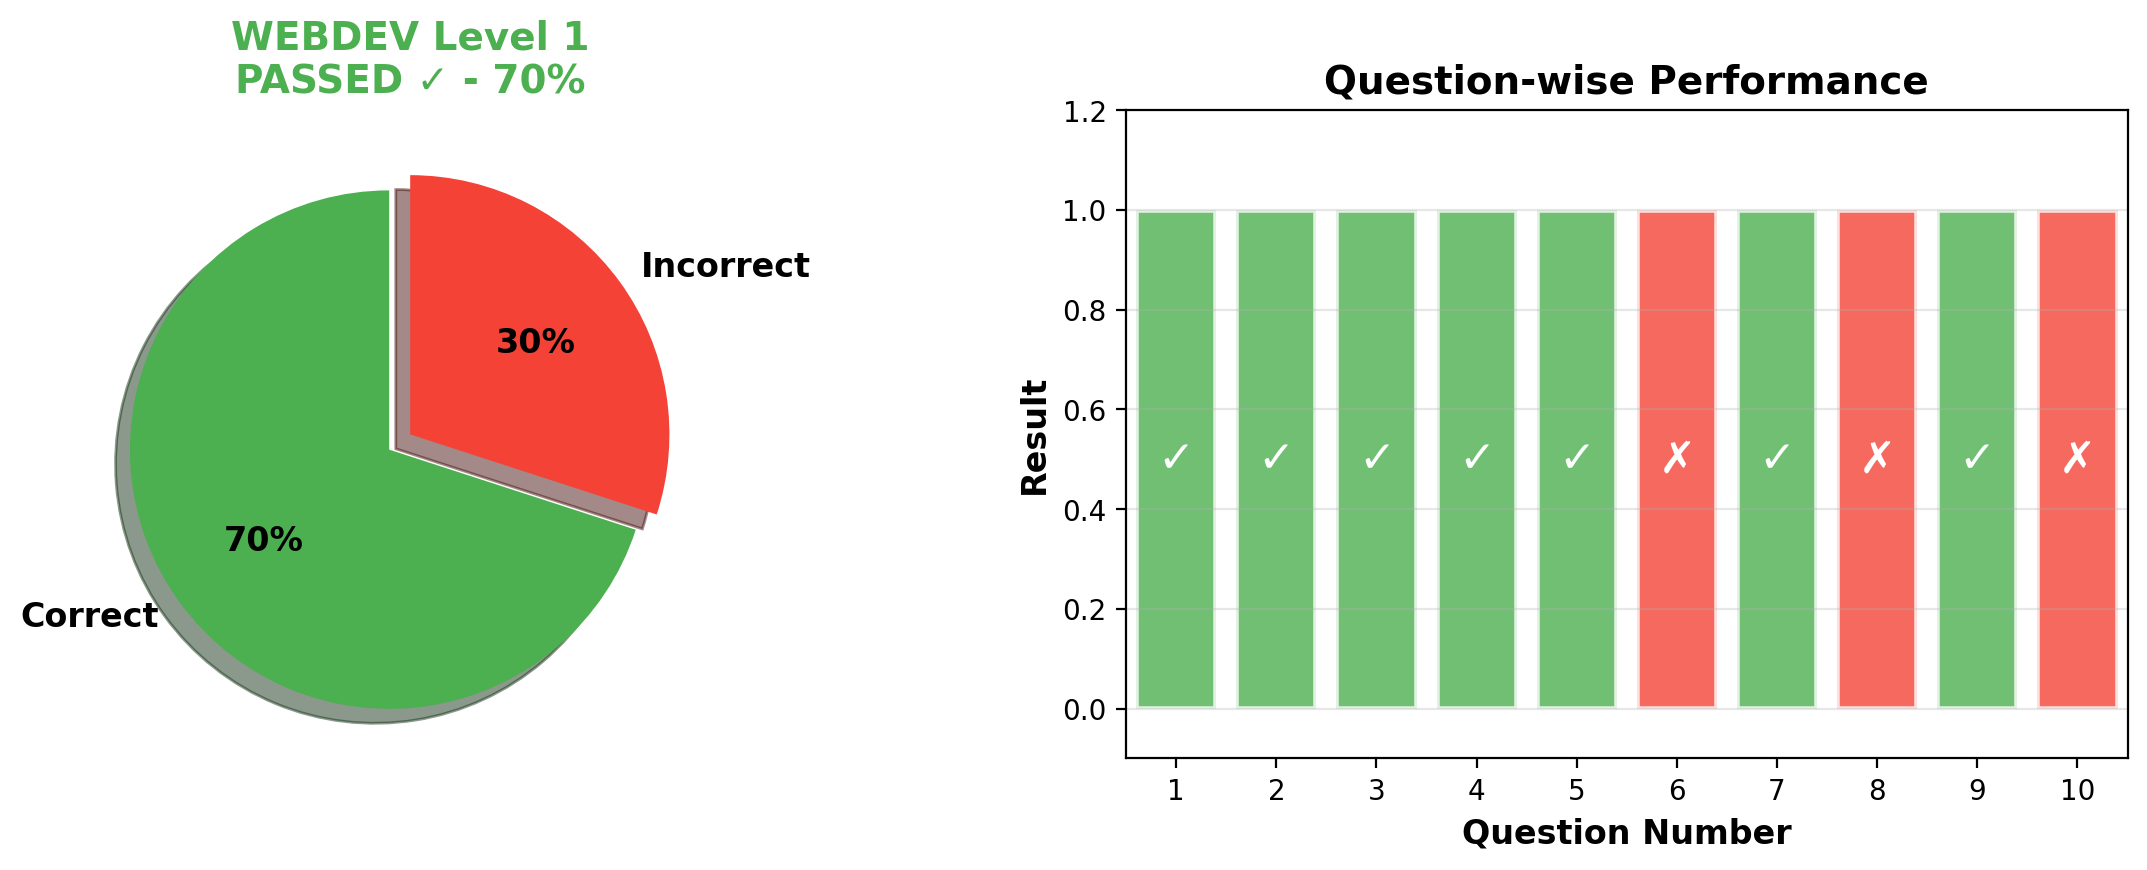 WEBDEV Level 1
PASSED ✓ - 70%
Incorrect
30%
70%
Correct
Question-wise Performance
1.2
1.0
0.8
0.6
0.4
0.2
0.0
Result
✓ ✓ ✓ ✓ ✓ ✗ ✓ ✗ ✓ ✗
1 2 3 4 5 6 7 8 9 10
Question Number